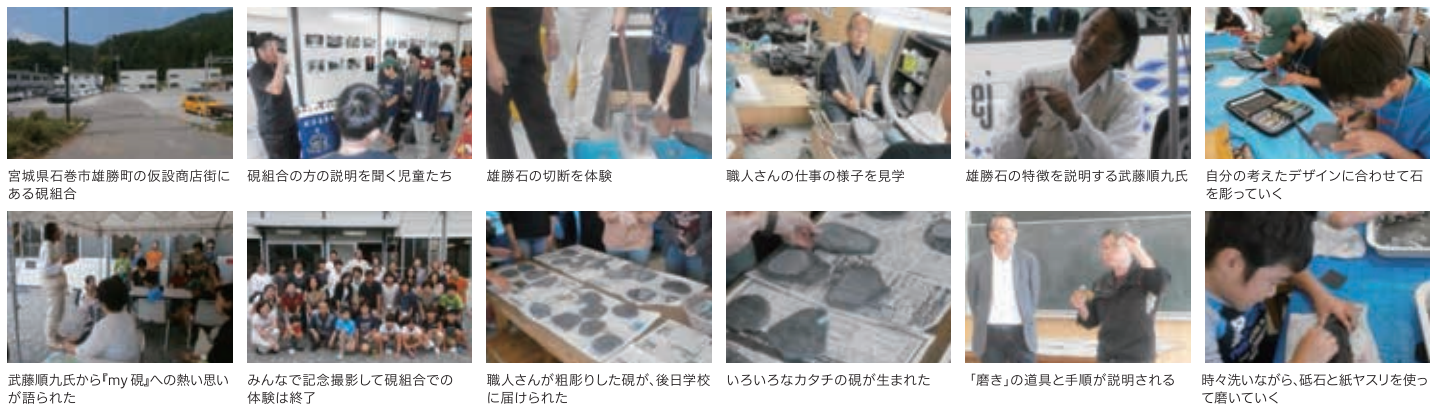 ej
宮城県石巻市雄勝町の仮設商店街に
ある硯組合
硯組合の方の説明を聞く児童たち
雄勝石の切断を体験
職人さんの仕事の様子を見学
雄勝石の特徴を説明する武藤順九氏
自分の考えたデザインに合わせて石
を彫っていく
武藤順九氏から『my 硯』への熱い思い
が語られた
みんなで記念撮影して硯組合での
体験は終了
職人さんが粗彫りした硯が、後日学校
に届けられた
いろいろなカタチの硯が生まれた
「磨き」の道具と手順が説明される
時々洗いながら、砥石と紙ヤスリを使っ
て磨いていく